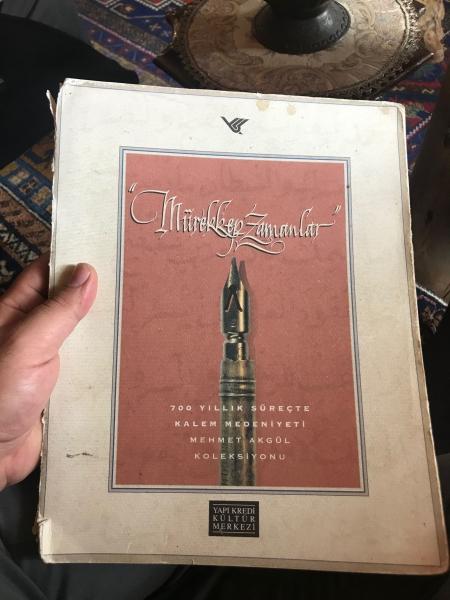 "Mürekkep Zamanlar"
700 YILLIK SÜREÇTE
KALEM MEDENİYETİ
MEHMET AKGÜL
KOLEKSİYONU
YAPI KREDİ
KÜLTÜR
MERKEZİ